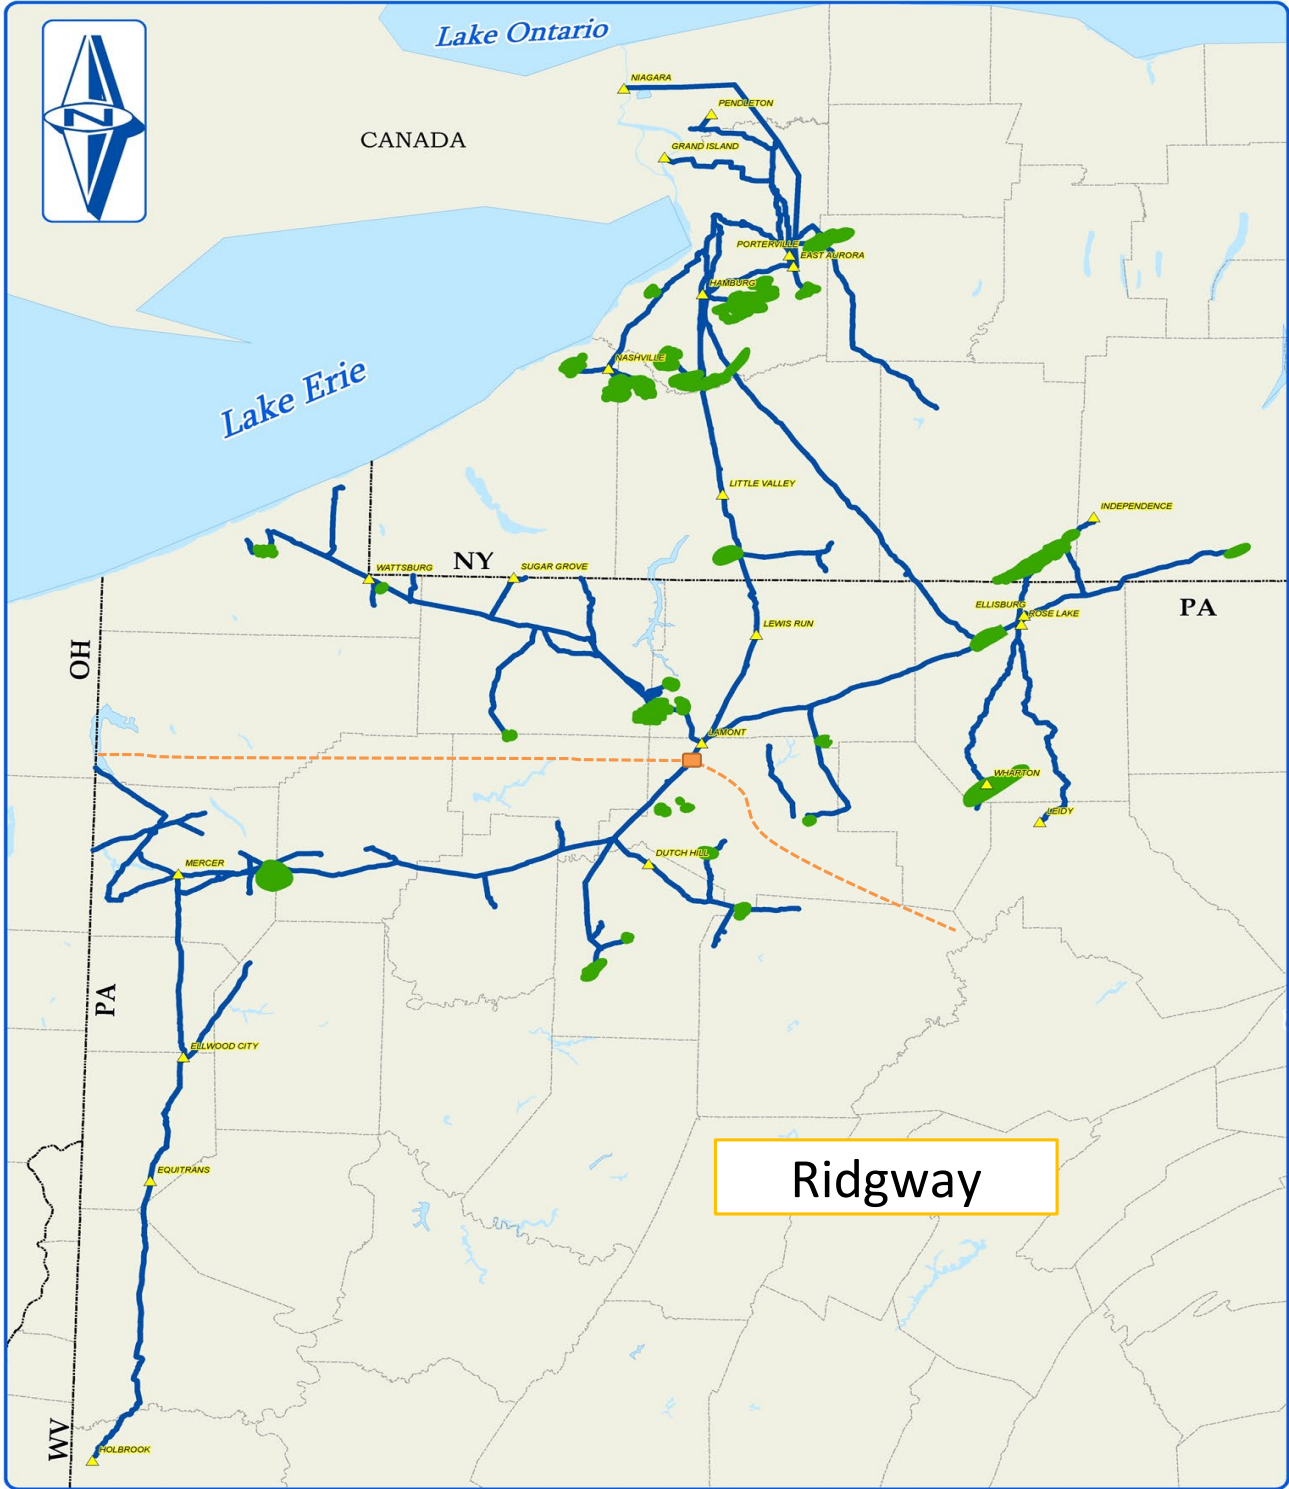 Lake Ontario
N
NIAGARA
PENDLETON
CANADA
GRAND ISLAND
PORTERVILLE
EAST AURORA
HAMBURG
NASHVILLE
Lake Erie
LITTLE VALLEY
INDEPENDENCE
NY
WATTSBURG
SUGAR GROVE
ELLISBURG
ROSE LAKE
PA
LEWIS RUN
OH
LAMONT
WHARTON
LEIDY
DUTCH HILL
MERCER
PA
ELLWOOD CITY
EQUITRANS
Ridgway
WV
HOLBROOK